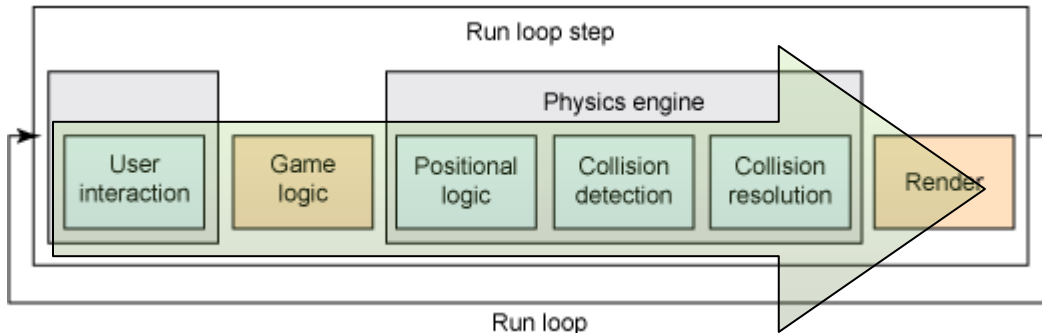 Run loop step
Physics engine
User
interaction
Game
logic
Positional
logic
Collision
detection
Collision
resolution
Render
Run loop